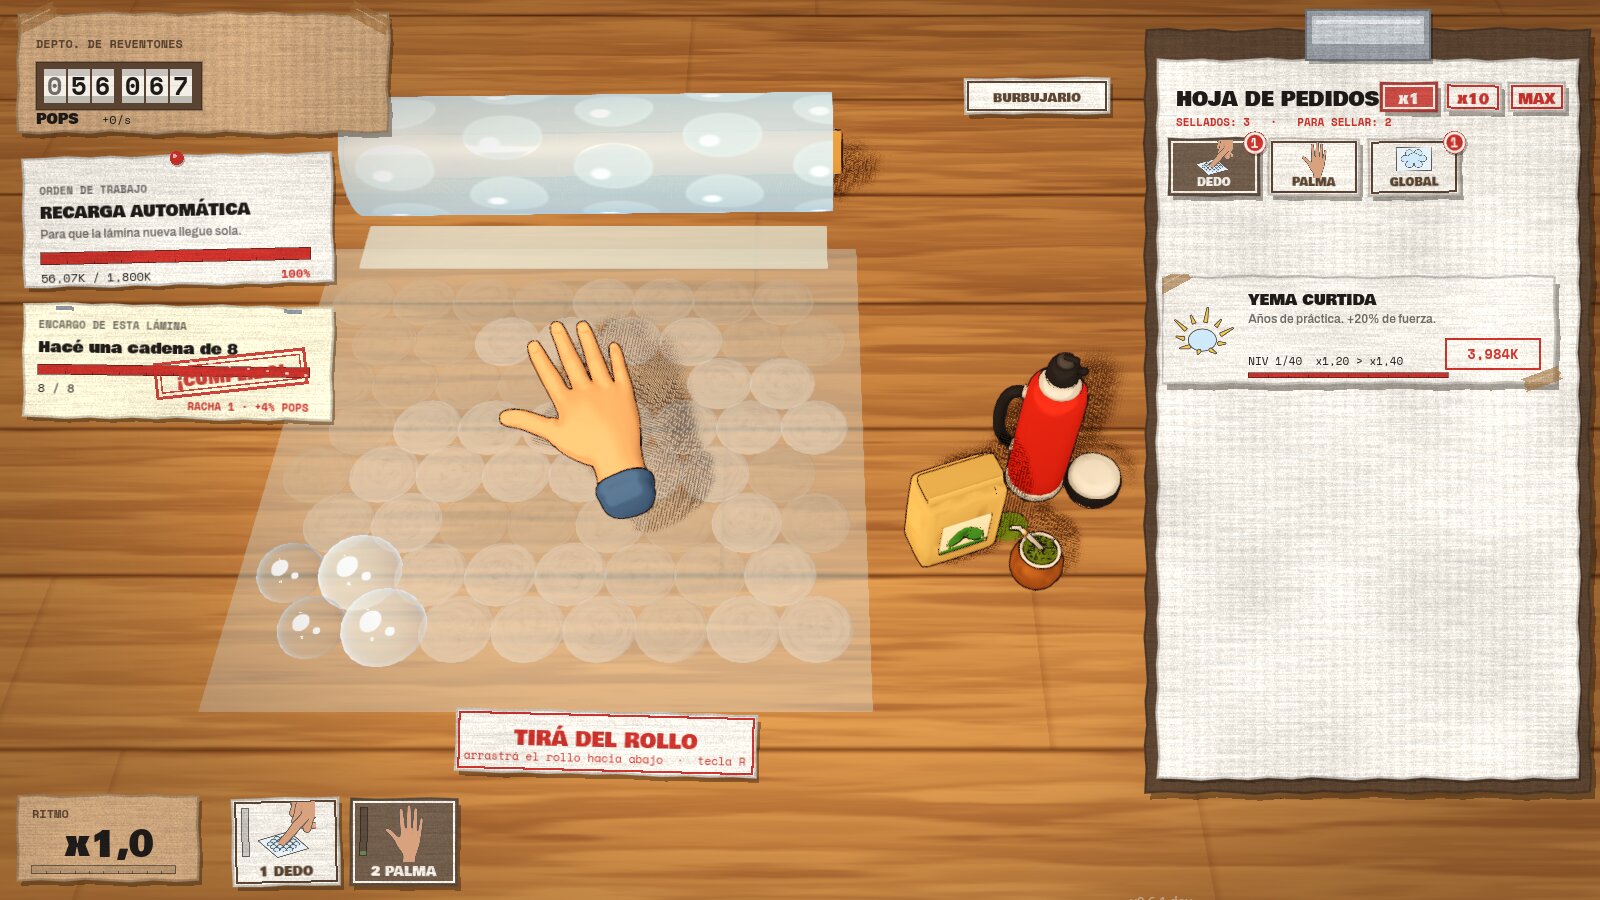 DEPTO. DE REVENTONES
056 067
POPS +0/s
ORDEN DE TRABAJO
RECARGA AUTOMÁTICA
Para que la lámina nueva llegue sola.
56,07K / 1,800K 100%
ENCARGO DE ESTA LÁMINA
Hacé una cadena de 8
8 / 8
RACHA 1 · +4% POPS
BURBUJARIO
HOJA DE PEDIDOS x1 x10 MAX
SELLADOS: 3 · PARA SELLAR: 2
1 1
DEDO PALMA GLOBAL
YEMA CURTIDA
Años de práctica. +20% de fuerza.
NIV 1/40 x1,20 > x1,40 3,984K
TIRÁ DEL ROLLO
arrastrá el rollo hacia abajo · tecla R
RITMO
x1,0
1 DEDO 2 PALMA